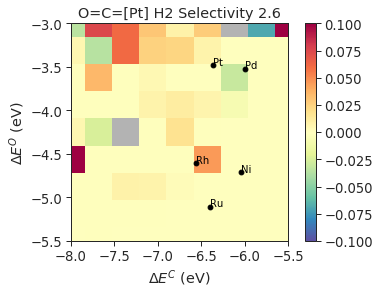 O=C=[Pt] H2 Selectivity 2.6
−3.0
−3.5
−4.0
−4.5
−5.0
−5.5
ΔE^O (eV)
Pt
Pd
Rh
Ni
Ru
−8.0 −7.5 −7.0 −6.5 −6.0 −5.5
ΔE^C (eV)
0.100
0.075
0.050
0.025
0.000
−0.025
−0.050
−0.075
−0.100